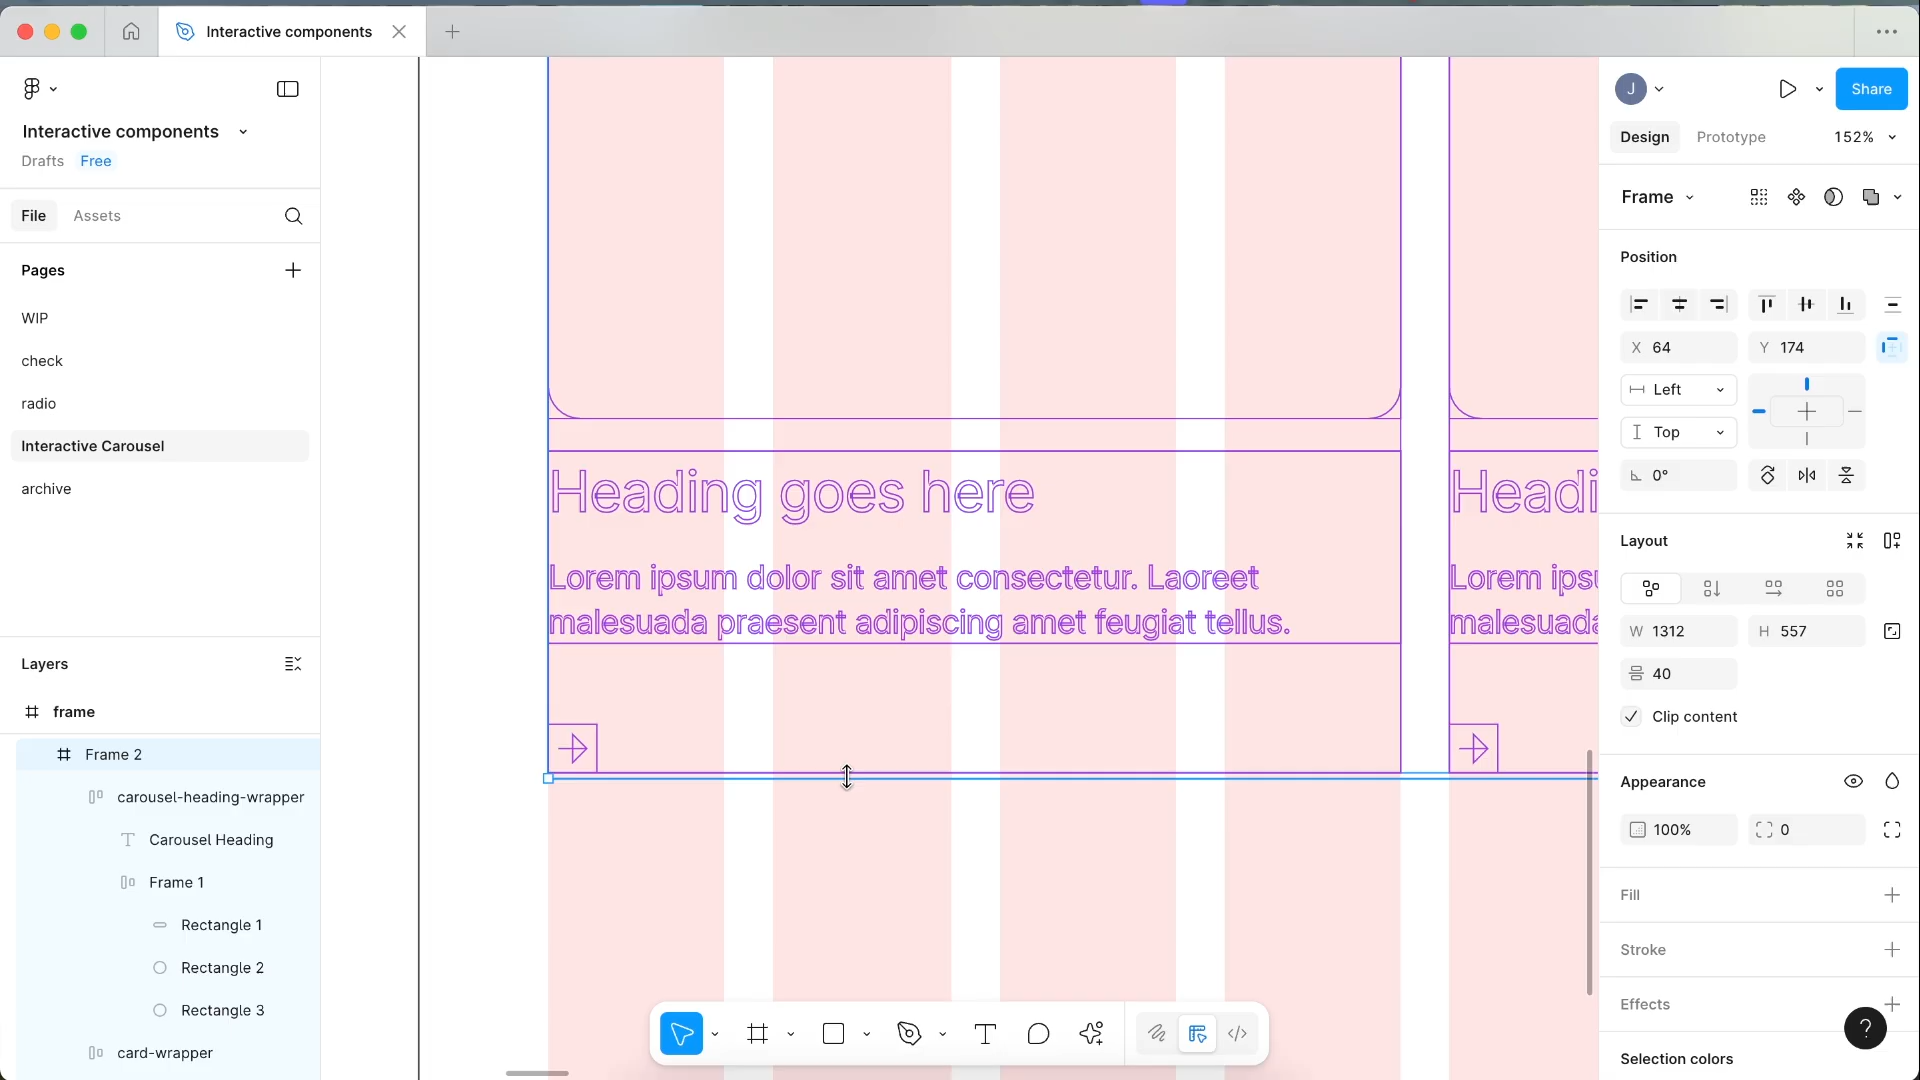 Interactive components
Interactive components
Drafts
Free
File
Assets
Pages
WIP
check
radio
Interactive Carousel
archive
Layers
frame
Frame 2
carousel-heading-wrapper
Carousel Heading
Frame 1
Rectangle 1
Rectangle 2
Rectangle 3
card-wrapper
Heading goes here
Lorem ipsum dolor sit amet consectetur. Laoreet
malesuada praesent adipiscing amet feugiat tellus.
Headi
Lorem ipsu
malesuada
J
Share
Design
Prototype
152%
Frame
Position
X 64
Y 174
Left
Top
0°
Layout
W 1312
H 557
40
Clip content
Appearance
100%
0
Fill
Stroke
Effects
?
Selection colors